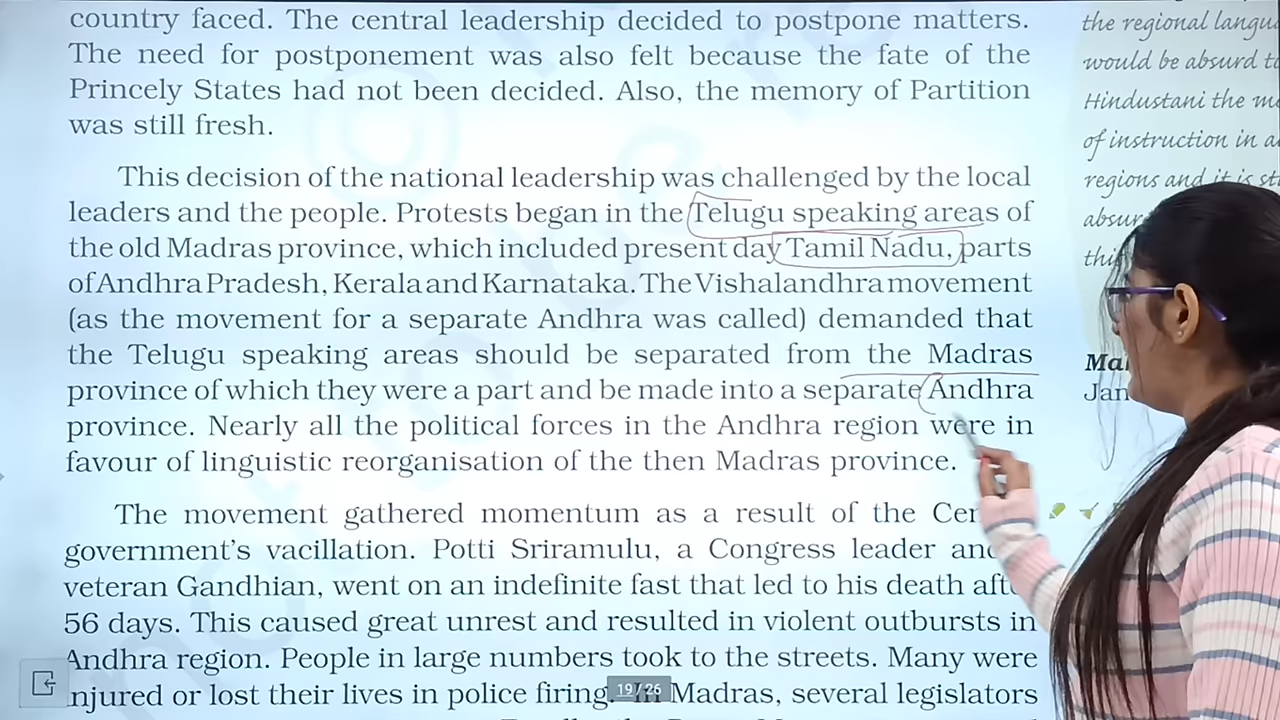 country faced. The central leadership decided to postpone matters.
The need for postponement was also felt because the fate of the
Princely States had not been decided. Also, the memory of Partition
was still fresh.
This decision of the national leadership was challenged by the local
leaders and the people. Protests began in the Telugu speaking areas of
the old Madras province, which included present day Tamil Nadu, parts
of Andhra Pradesh, Kerala and Karnataka. The Vishalandhra movement
(as the movement for a separate Andhra was called) demanded that
the Telugu speaking areas should be separated from the Madras
province of which they were a part and be made into a separate Andhra
province. Nearly all the political forces in the Andhra region were in
favour of linguistic reorganisation of the then Madras province.
The movement gathered momentum as a result of the
government's vacillation. Potti Sriramulu, a Congress leader and
veteran Gandhian, went on an indefinite fast that led to his death
56 days. This caused great unrest and resulted in violent outbursts in
Andhra region. People in large numbers took to the streets. Many were
injured or lost their lives in police firing. In Madras, several legislators
19 / 26
the regional
would be absurd
Hindustani the
of instruction in
regions and it is